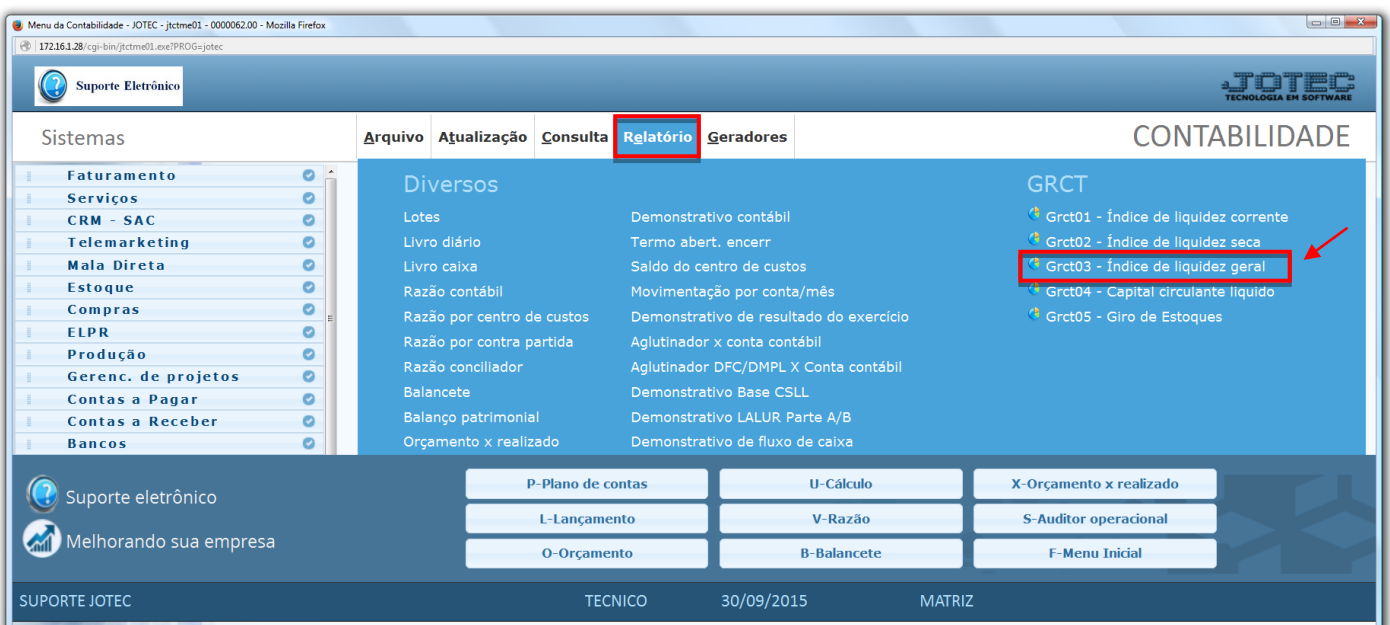 Menu da Contabilidade - JOTEC - jtctme01 - 0000062.00 - Mozilla Firefox
172.16.1.28/cgi-bin/jtctme01.exe?PROG=jotec
Suporte Eletrônico
JOTEC
TECNOLOGIA EM SOFTWARE
Sistemas
Arquivo Atualização Consulta Relatório Geradores
CONTABILIDADE
Faturamento
Serviços
CRM - SAC
Telemarketing
Mala Direta
Estoque
Compras
ELPR
Produção
Gerenc. de projetos
Contas a Pagar
Contas a Receber
Bancos
Diversos
Lotes
Livro diário
Livro caixa
Razão contábil
Razão por centro de custos
Razão por contra partida
Razão conciliador
Balancete
Balanço patrimonial
Orçamento x realizado
Demonstrativo contábil
Termo abert. encerr
Saldo do centro de custos
Movimentação por conta/mês
Demonstrativo de resultado do exercício
Aglutinador x conta contábil
Aglutinador DFC/DMPL X Conta contábil
Demonstrativo Base CSLL
Demonstrativo LALUR Parte A/B
Demonstrativo de fluxo de caixa
GRCT
Grct01 - Índice de liquidez corrente
Grct02 - Índice de liquidez seca
Grct03 - Índice de liquidez geral
Grct04 - Capital circulante liquido
Grct05 - Giro de Estoques
Suporte eletrônico
Melhorando sua empresa
P-Plano de contas
U-Cálculo
X-Orçamento x realizado
L-Lançamento
V-Razão
S-Auditor operacional
O-Orçamento
B-Balancete
F-Menu Inicial
SUPORTE JOTEC TECNICO 30/09/2015 MATRIZ